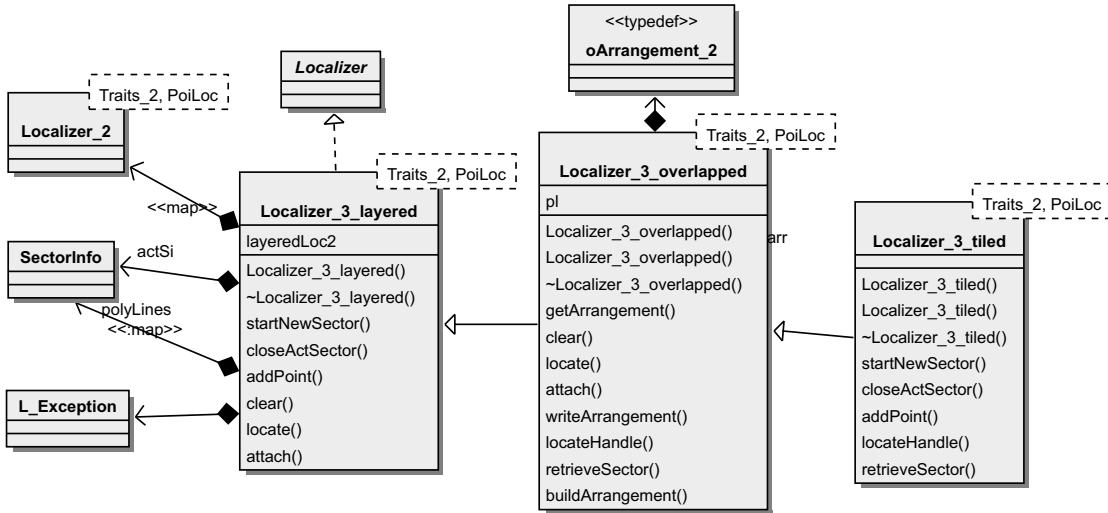 <<typedef>>
oArrangement_2
Localizer
Traits_2, PoiLoc
Localizer_2
<<map>>
SectorInfo
actSi
polyLines
<<:map>>
L_Exception
Traits_2, PoiLoc
Localizer_3_layered
layeredLoc2
Localizer_3_layered()
~Localizer_3_layered()
startNewSector()
closeActSector()
addPoint()
clear()
locate()
attach()
Traits_2, PoiLoc
Localizer_3_overlapped
pl
Localizer_3_overlapped()
Localizer_3_overlapped()
~Localizer_3_overlapped()
getArrangement()
clear()
locate()
attach()
writeArrangement()
locateHandle()
retrieveSector()
buildArrangement()
arr
Traits_2, PoiLoc
Localizer_3_tiled
Localizer_3_tiled()
Localizer_3_tiled()
~Localizer_3_tiled()
startNewSector()
closeActSector()
addPoint()
locateHandle()
retrieveSector()